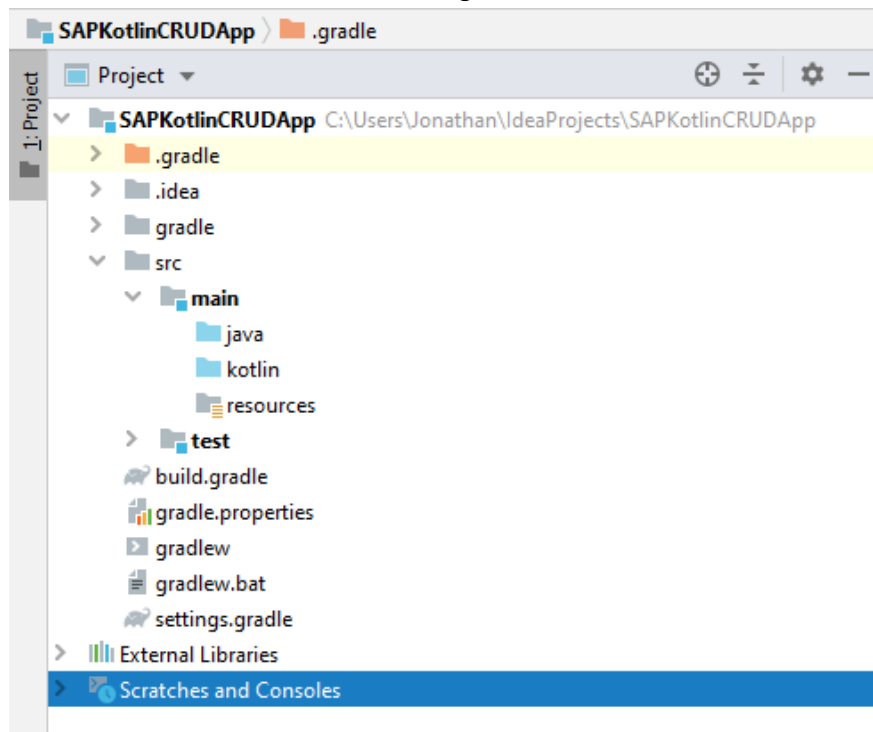 SAPKotlinCRUDApp .gradle
1: Project
Project
SAPKotlinCRUDApp C:\Users\Jonathan\IdeaProjects\SAPKotlinCRUDApp
.gradle
.idea
gradle
src
main
java
kotlin
resources
test
build.gradle
gradle.properties
gradlew
gradlew.bat
settings.gradle
External Libraries
Scratches and Consoles